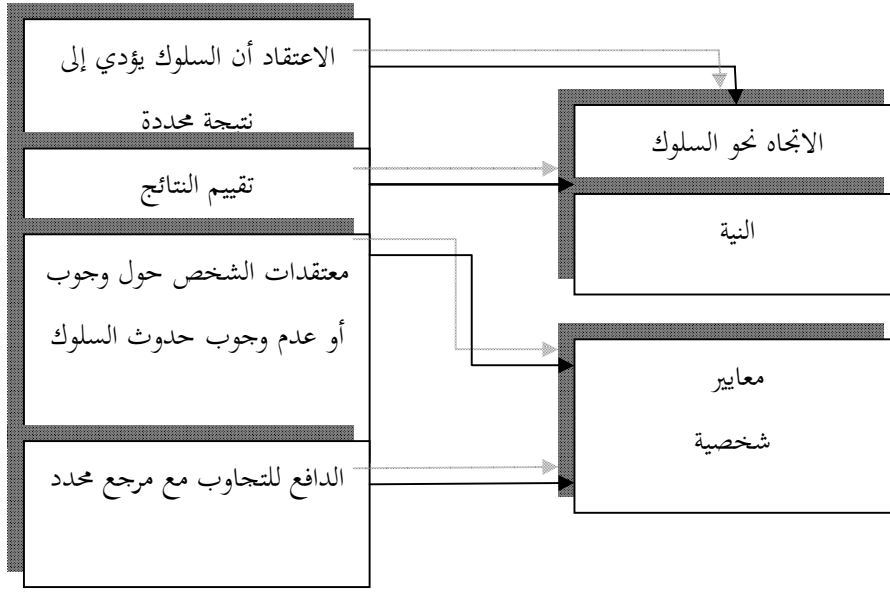 الاعتقاد أن السلوك يؤدي إلى
نتيجة محددة
تقييم النتائج
معتقدات الشخص حول وجوب
أو عدم وجوب حدوث السلوك
الدافع للتجاوب مع مرجع محدد
الاتجاه نحو السلوك
النية
معايير
شخصية